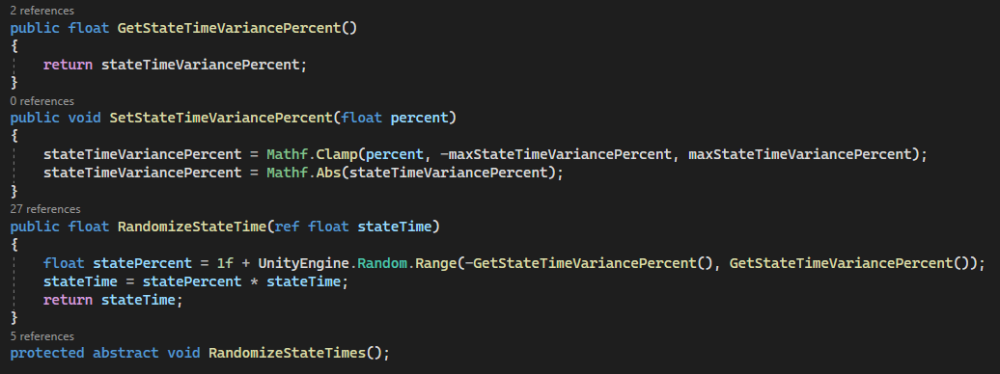 2 references
public float GetStateTimeVariancePercent()
{
    return stateTimeVariancePercent;
}
0 references
public void SetStateTimeVariancePercent(float percent)
{
    stateTimeVariancePercent = Mathf.Clamp(percent, -maxStateTimeVariancePercent, maxStateTimeVariancePercent);
    stateTimeVariancePercent = Mathf.Abs(stateTimeVariancePercent);
}
27 references
public float RandomizeStateTime(ref float stateTime)
{
    float statePercent = 1f + UnityEngine.Random.Range(-GetStateTimeVariancePercent(), GetStateTimeVariancePercent());
    stateTime = statePercent * stateTime;
    return stateTime;
}
5 references
protected abstract void RandomizeStateTimes();